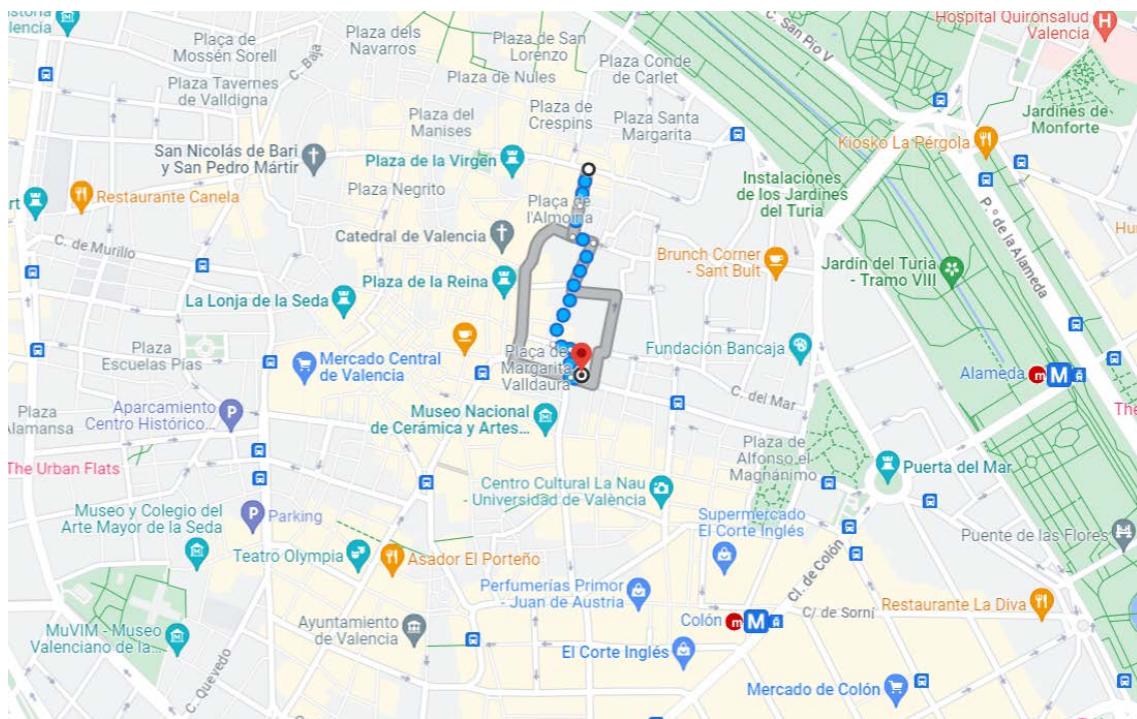 istoria
lencia
Plaça de
Mossén Sorell
Plaza dels
Navarros
Plaza de San
Lorenzo
C. San Pío V
Hospital Quirónsalud
Valencia
C. Baja
Plaza de Nules
Plaza Conde
de Carlet
Plaza Tavernes
de Valldigna
Plaza del
Manises
Plaza de
Crespins
Plaza Santa
Margarita
Jardines de
Monforte
Kiosko La Pérgola
San Nicolás de Bari
y San Pedro Mártir
Plaza de la Virgen
Plaza Negrito
Instalaciones
de los Jardines
del Turia
rt
Restaurante Canela
Plaça de
l'Almoina
Catedral de Valencia
C. de Murillo
Brunch Corner
- Sant Bult
P.º de la Alameda
Hur
Jardín del Turia
- Tramo VIII
Plaza de la Reina
La Lonja de la Seda
Plaza
Escuelas Pías
Mercado Central
de Valencia
Plaça de
Margarita
Valldaura
Fundación Bancaja
Alameda
m
M
C. del Mar
Plaza
Alamansa
Aparcamiento
Centro Histórico...
P
Museo Nacional
de Cerámica y Artes...
The
Plaza de
Alfonso el
Magnánimo
Puerta del Mar
The Urban Flats
Centro Cultural La Nau
- Universidad de València
Museo y Colegio del
Arte Mayor de la Seda
P
Parking
Supermercado
El Corte Inglés
Puente de las Flores
Teatro Olympia
Asador El Porteño
Cl. de Colón
Perfumerías Primor
- Juan de Austria
C/ de Sorní
Restaurante La Diva
MuVIM - Museo
Valenciano de la...
Ayuntamiento
de Valencia
Colón
m
M
El Corte Inglés
C. Quevedo
Mercado de Colón